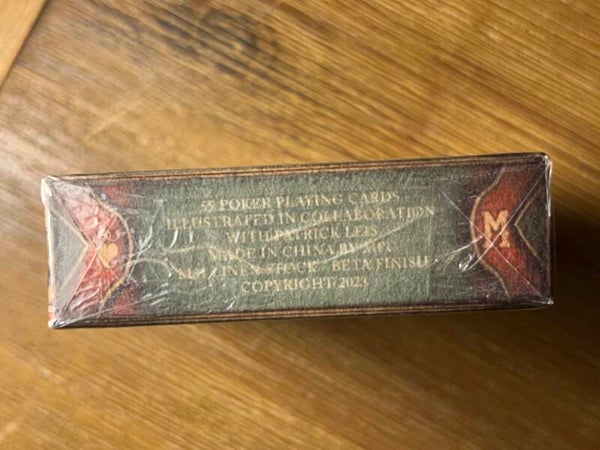 55 POKER PLAYING CARDS
ILLUSTRATED IN COLLABORATION
WITH PATRICK LEIS
MADE IN CHINA BY MPC
LINEN STOCK / BETA FINISH
COPYRIGHT 2023
M